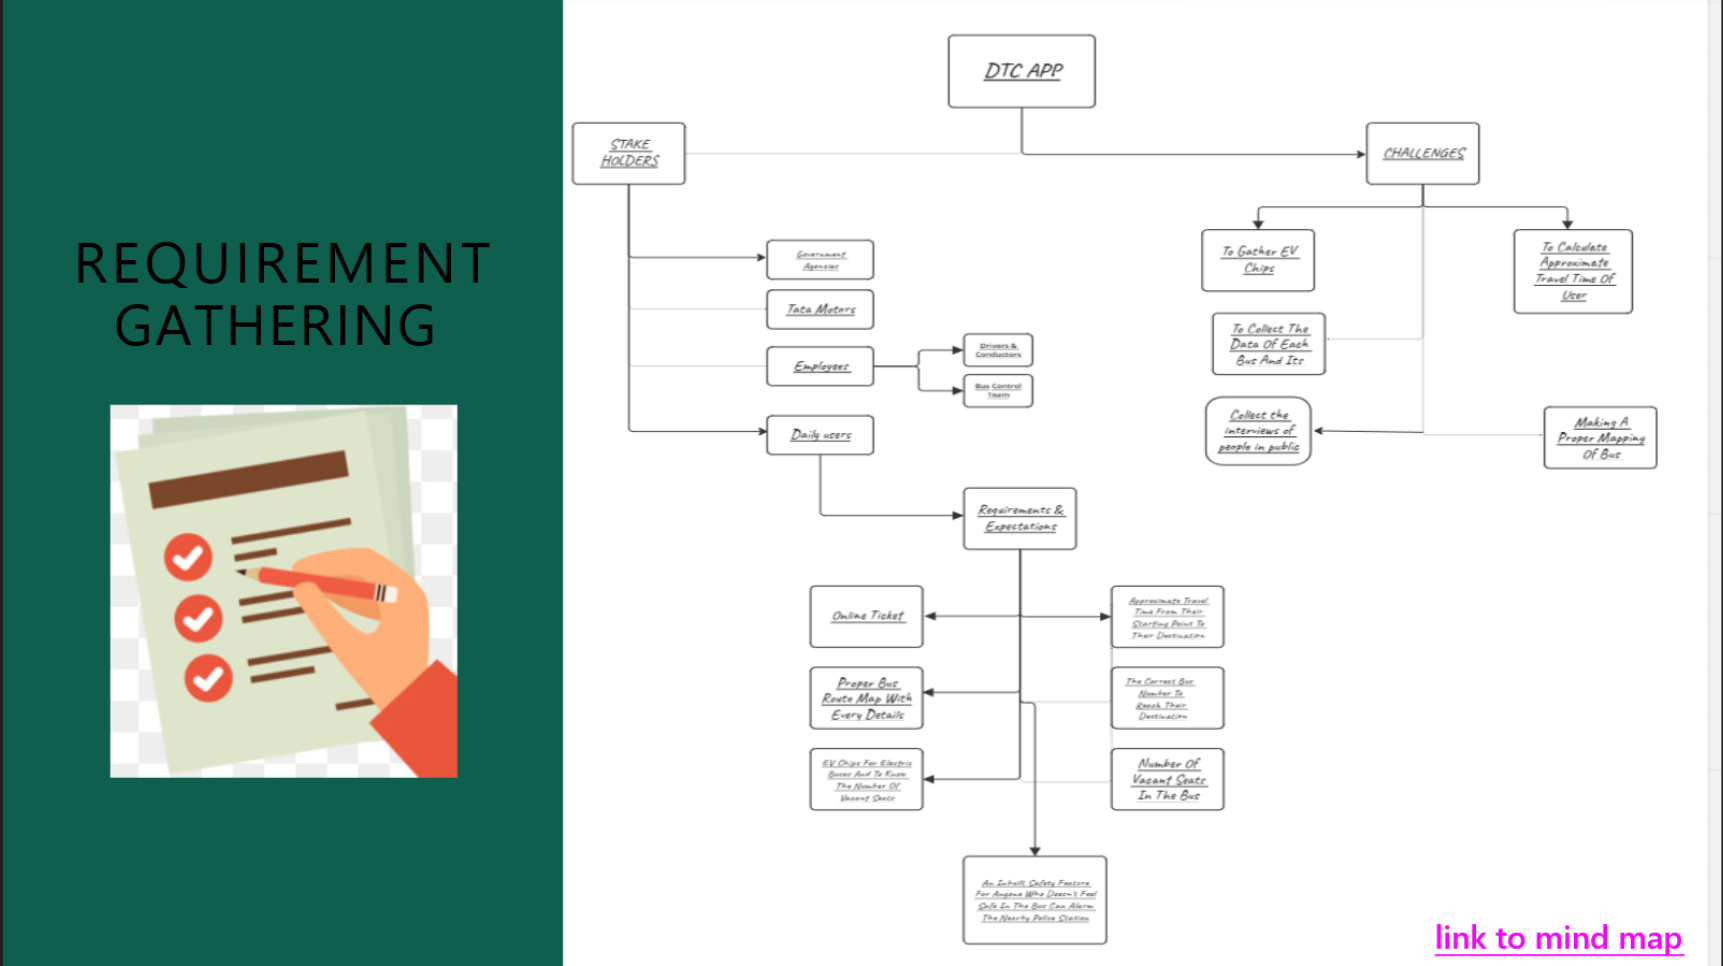 REQUIREMENT
GATHERING
DTC APP
STAKE
HOLDERS
CHALLENGES
Government
Agencies
Tata Motors
Employees
Drivers &
Conductors
Bus Control
Team
Daily users
Requirements &
Expectations
Online Ticket
Proper Bus
Route Map With
Every Details
EV Chips For Electric
Buses And To Know
The Number Of
Vacant Seats
Approximate Travel
Time From Their
Starting Point To
Their Destination
The Correct Bus
Number To
Reach Their
Destination
Number Of
Vacant Seats
In The Bus
An Inbuilt Safety Feature
For Anyone Who Doesn't Feel
Safe In The Bus Can Alarm
The Nearby Police Station
To Gather EV
Chips
To Calculate
Approximate
Travel Time Of
User
To Collect The
Data Of Each
Bus And Its
Collect the
interviews of
people in public
Making A
Proper Mapping
Of Bus
link to mind map